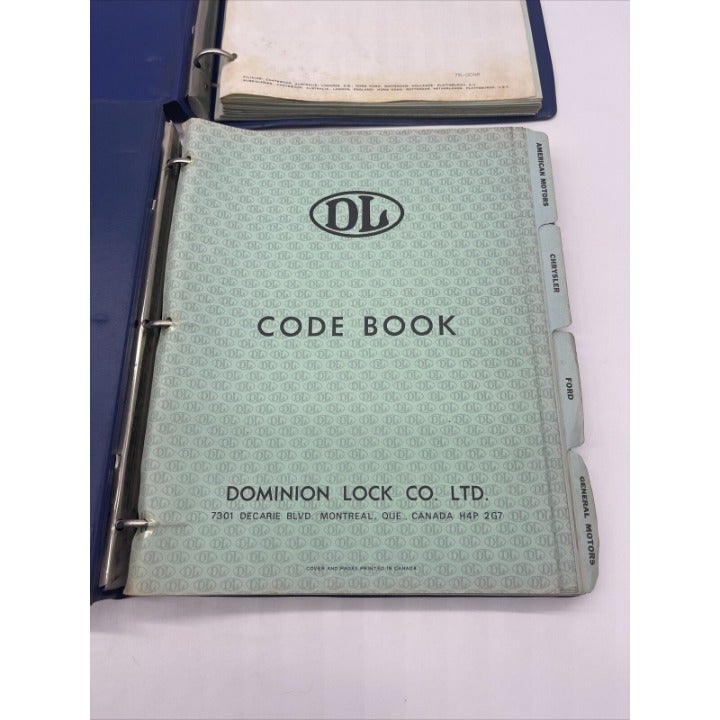 DL
CODE BOOK
DOMINION LOCK CO. LTD.
7301 DECARIE BLVD. MONTREAL, QUE., CANADA H4P 2G7
COVER AND PAGES PRINTED IN CANADA
AMERICAN MOTORS
CHRYSLER
FORD
GENERAL MOTORS